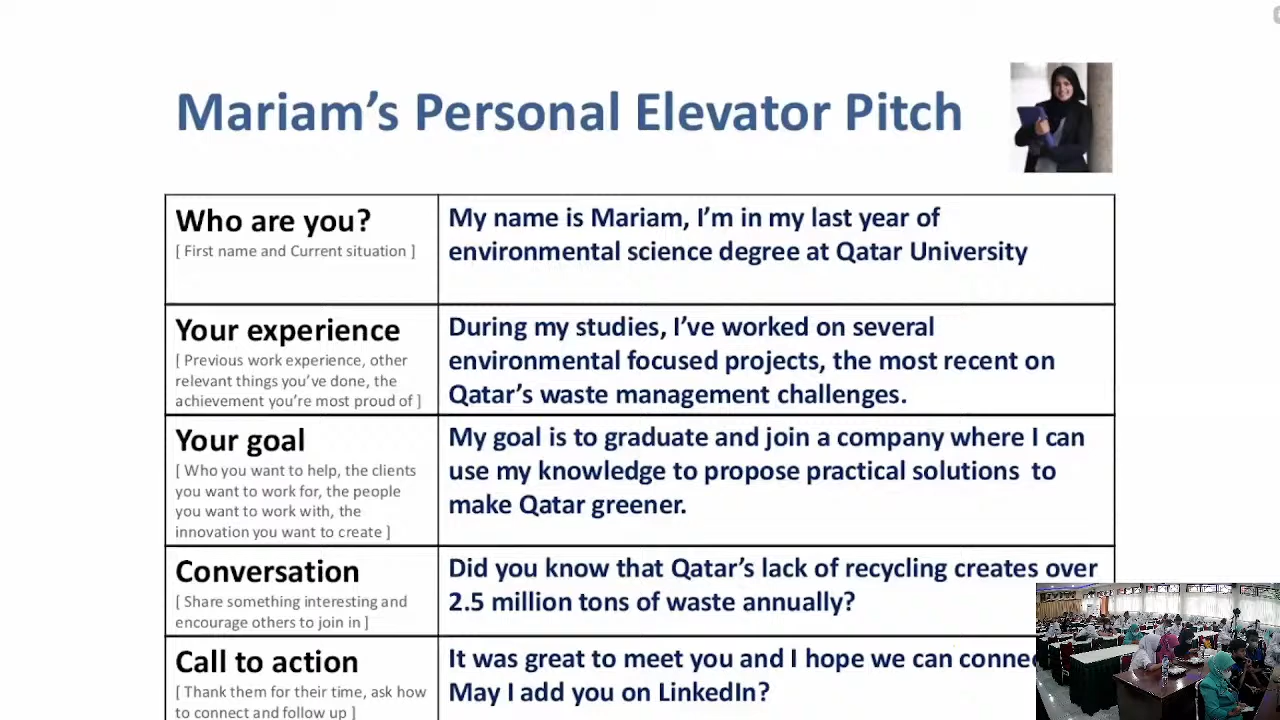 Mariam’s Personal Elevator Pitch
Who are you?
[ First name and Current situation ]
My name is Mariam, I’m in my last year of
environmental science degree at Qatar University
Your experience
[ Previous work experience, other
relevant things you’ve done, the
achievement you’re most proud of ]
During my studies, I’ve worked on several
environmental focused projects, the most recent on
Qatar’s waste management challenges.
Your goal
[ Who you want to help, the clients
you want to work for, the people
you want to work with, the
innovation you want to create ]
My goal is to graduate and join a company where I can
use my knowledge to propose practical solutions to
make Qatar greener.
Conversation
[ Share something interesting and
encourage others to join in ]
Did you know that Qatar’s lack of recycling creates over
2.5 million tons of waste annually?
Call to action
[ Thank them for their time, ask how
to connect and follow up ]
It was great to meet you and I hope we can
May I add you on LinkedIn?